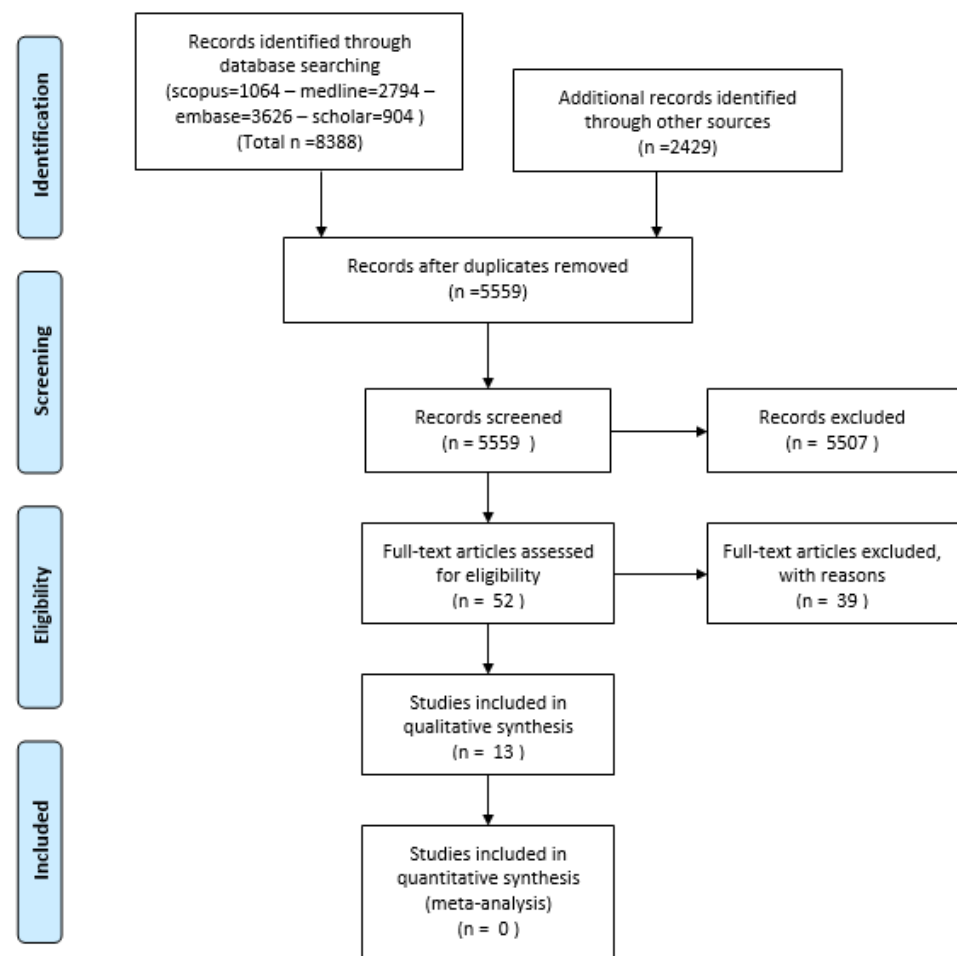 Identification
Records identified through
database searching
(scopus=1064 – medline=2794 –
embase=3626 – scholar=904 )
(Total n =8388)
Additional records identified
through other sources
(n =2429)
Records after duplicates removed
(n =5559)
Screening
Records screened
(n = 5559 )
Records excluded
(n = 5507 )
Eligibility
Full-text articles assessed
for eligibility
(n = 52 )
Full-text articles excluded,
with reasons
(n = 39 )
Studies included in
qualitative synthesis
(n = 13 )
Included
Studies included in
quantitative synthesis
(meta-analysis)
(n = 0 )